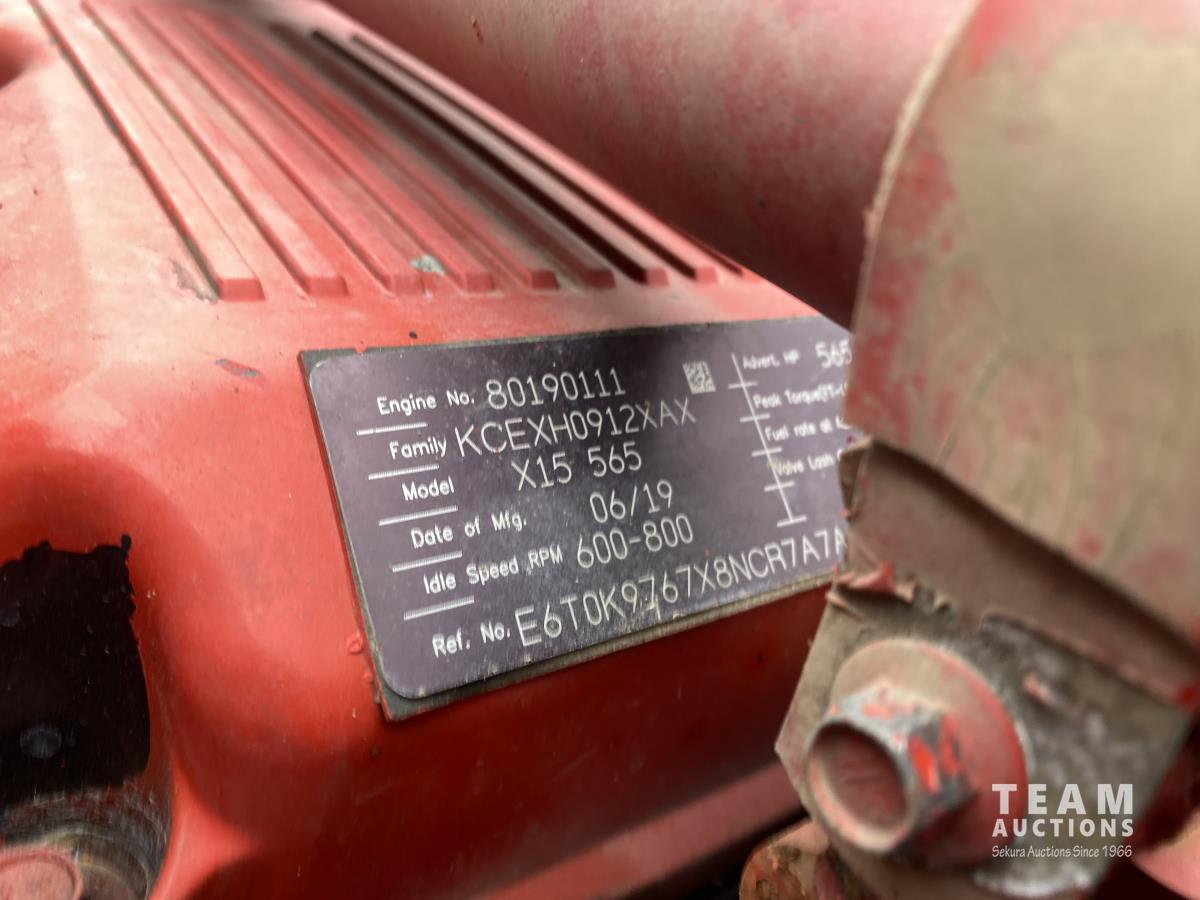 Engine No. 80190111
Family KCEXH0912XAX
Model X15 565
Date of Mfg. 06/19
Idle Speed RPM 600-800
Ref. No. E6T0K9767X8NCR7A7A
Advert. HP 565
Peak Torque(FT-L
Fuel rate at
Valve Lash
TEAM
AUCTIONS
Sekura Auctions Since 1966